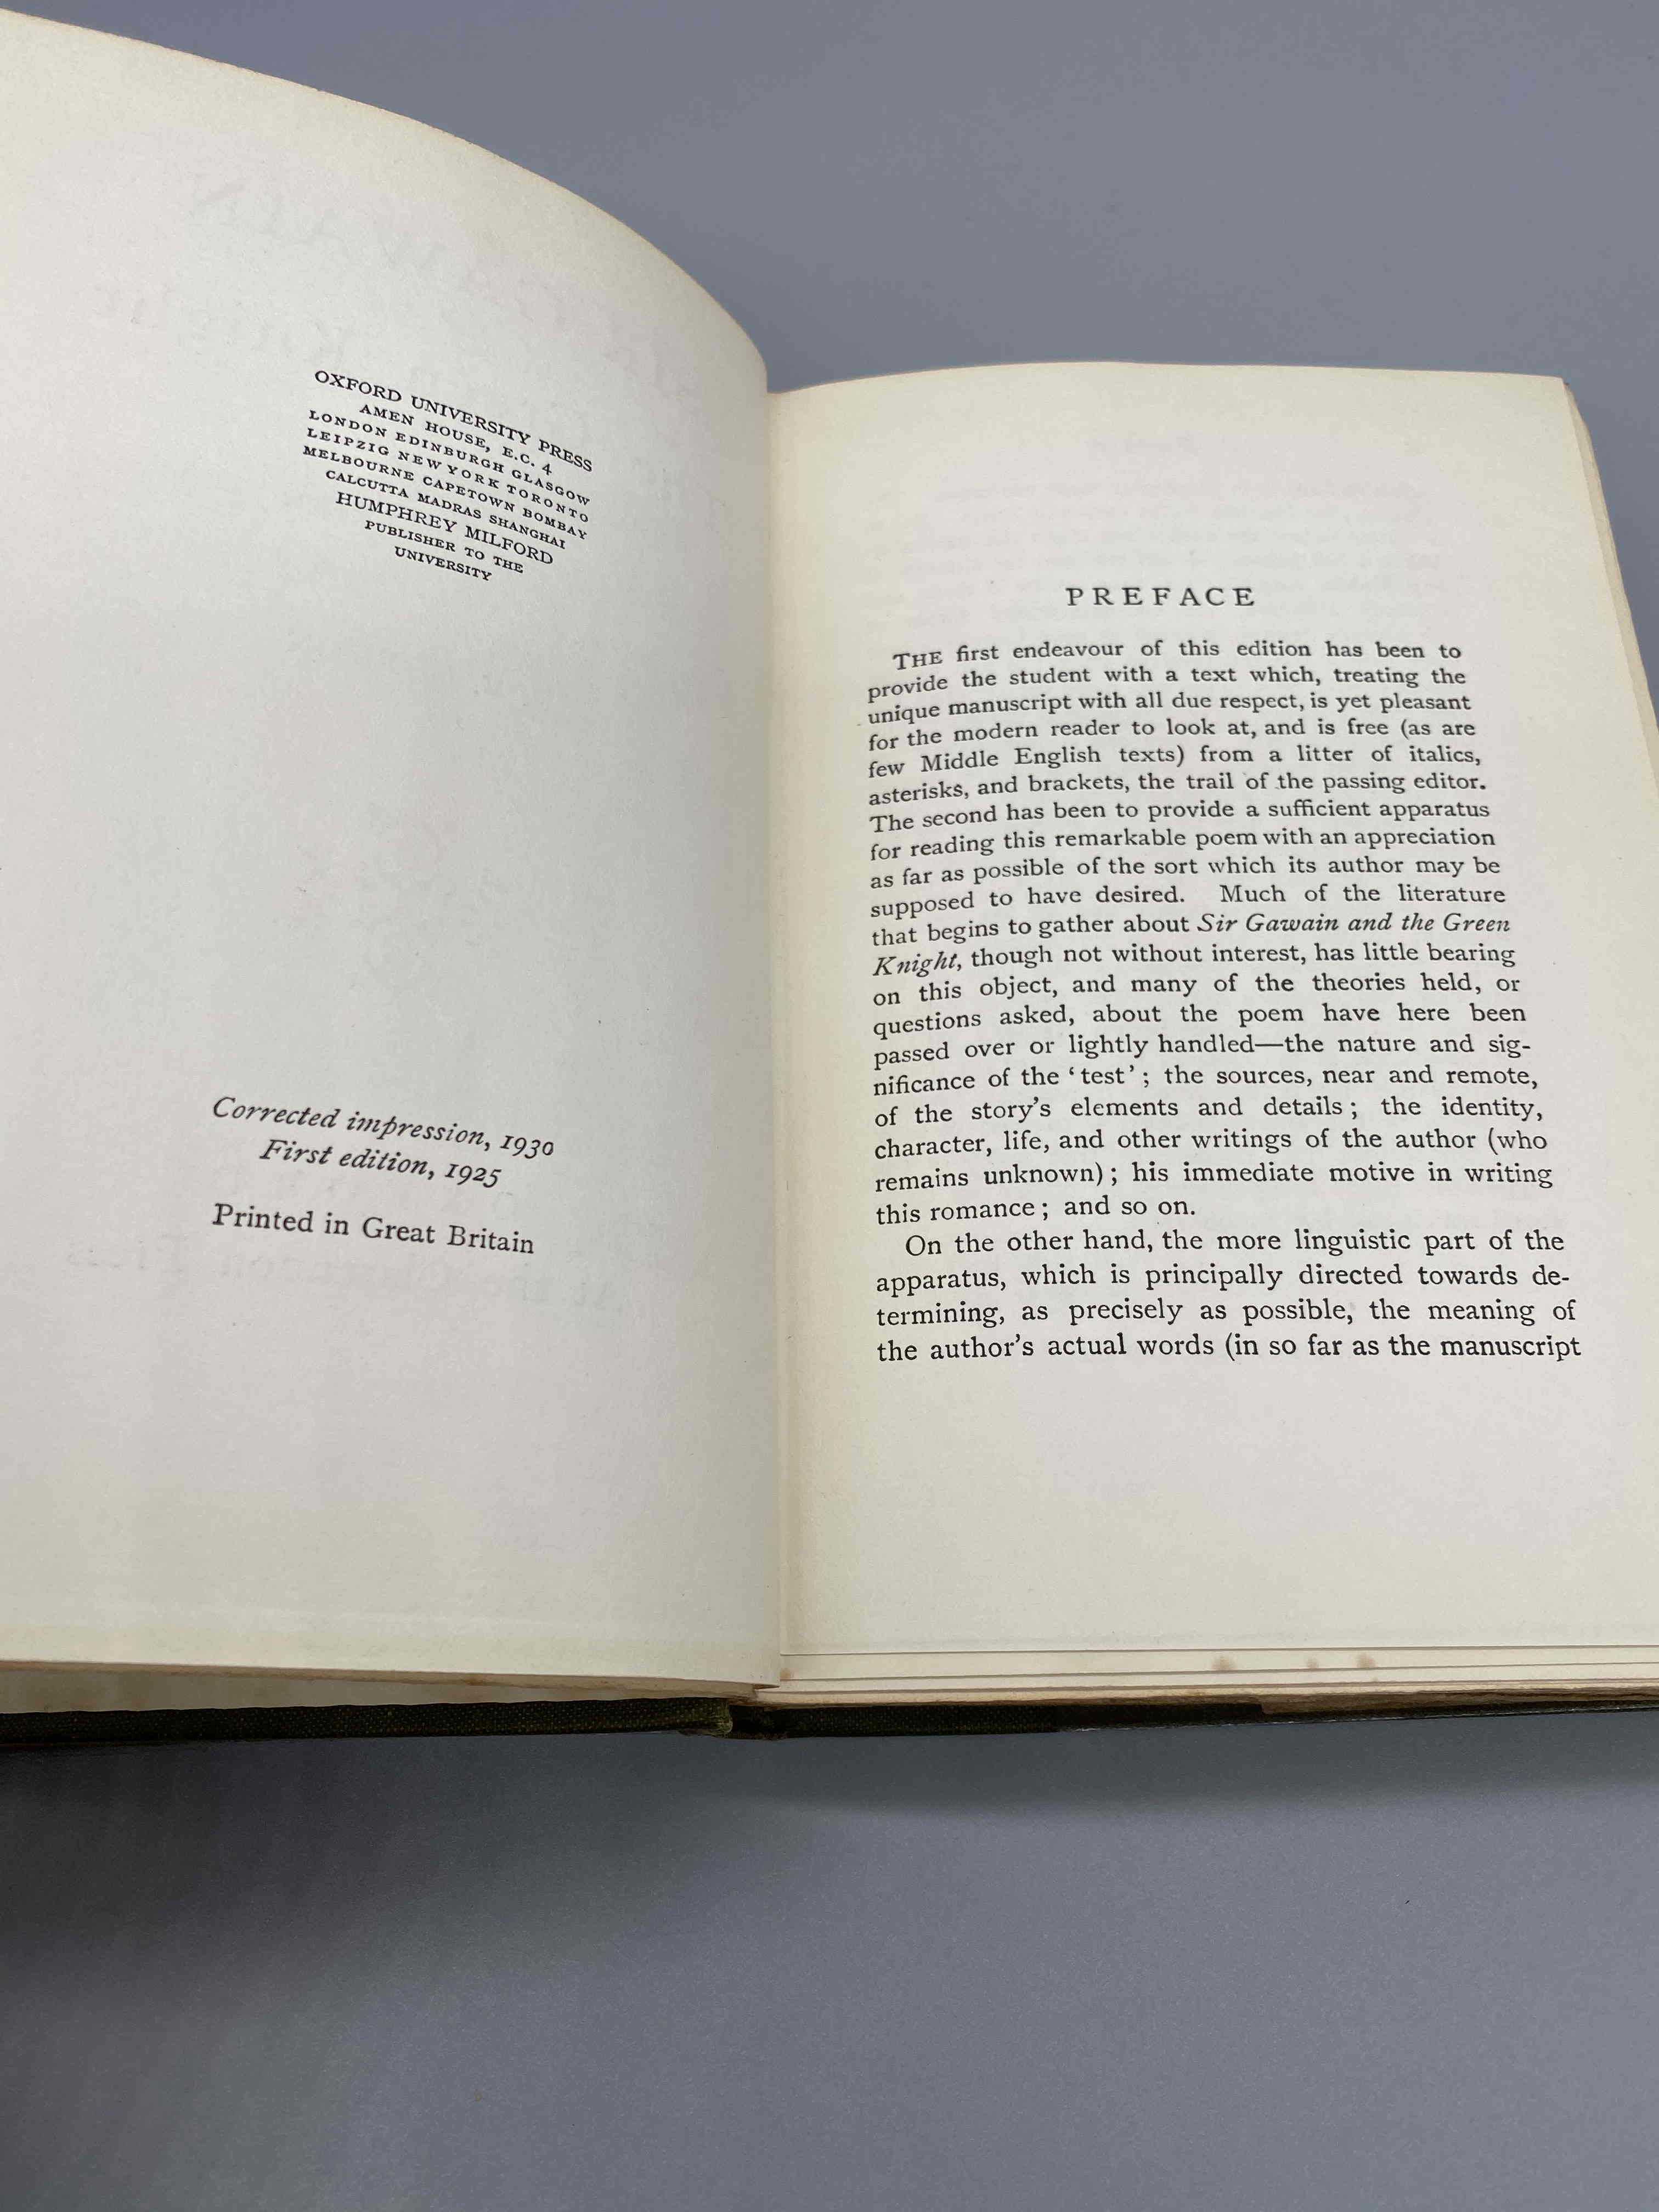 OXFORD UNIVERSITY PRESS
AMEN HOUSE, E.C. 4
LONDON EDINBURGH GLASGOW
LEIPZIG NEW YORK TORONTO
MELBOURNE CAPETOWN BOMBAY
CALCUTTA MADRAS SHANGHAI
HUMPHREY MILFORD
PUBLISHER TO THE
UNIVERSITY
Corrected impression, 1930
First edition, 1925
Printed in Great Britain
PREFACE
THE first endeavour of this edition has been to
provide the student with a text which, treating the
unique manuscript with all due respect, is yet pleasant
for the modern reader to look at, and is free (as are
few Middle English texts) from a litter of italics,
asterisks, and brackets, the trail of the passing editor.
The second has been to provide a sufficient apparatus
for reading this remarkable poem with an appreciation
as far as possible of the sort which its author may be
supposed to have desired. Much of the literature
that begins to gather about Sir Gawain and the Green
Knight, though not without interest, has little bearing
on this object, and many of the theories held, or
questions asked, about the poem have here been
passed over or lightly handled—the nature and sig-
nificance of the ‘test’; the sources, near and remote,
of the story’s elements and details; the identity,
character, life, and other writings of the author (who
remains unknown); his immediate motive in writing
this romance; and so on.
On the other hand, the more linguistic part of the
apparatus, which is principally directed towards de-
termining, as precisely as possible, the meaning of
the author’s actual words (in so far as the manuscript